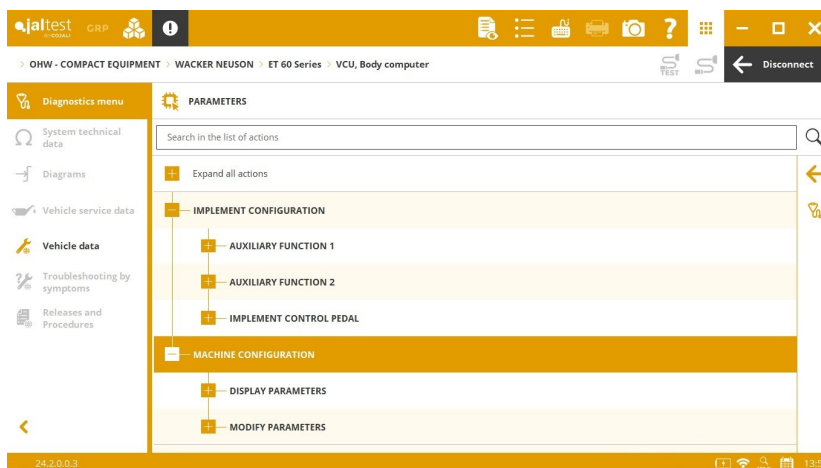 jaltest GRP
BY COJALI
> OHW - COMPACT EQUIPMENT > WACKER NEUSON > ET 60 Series > VCU, Body computer
TEST
Disconnect
Diagnostics menu
PARAMETERS
System technical
data
Search in the list of actions
Diagrams
Expand all actions
Vehicle service data
IMPLEMENT CONFIGURATION
Vehicle data
AUXILIARY FUNCTION 1
Troubleshooting by
symptoms
AUXILIARY FUNCTION 2
Releases and
Procedures
IMPLEMENT CONTROL PEDAL
MACHINE CONFIGURATION
DISPLAY PARAMETERS
MODIFY PARAMETERS
24.2.0.0.3